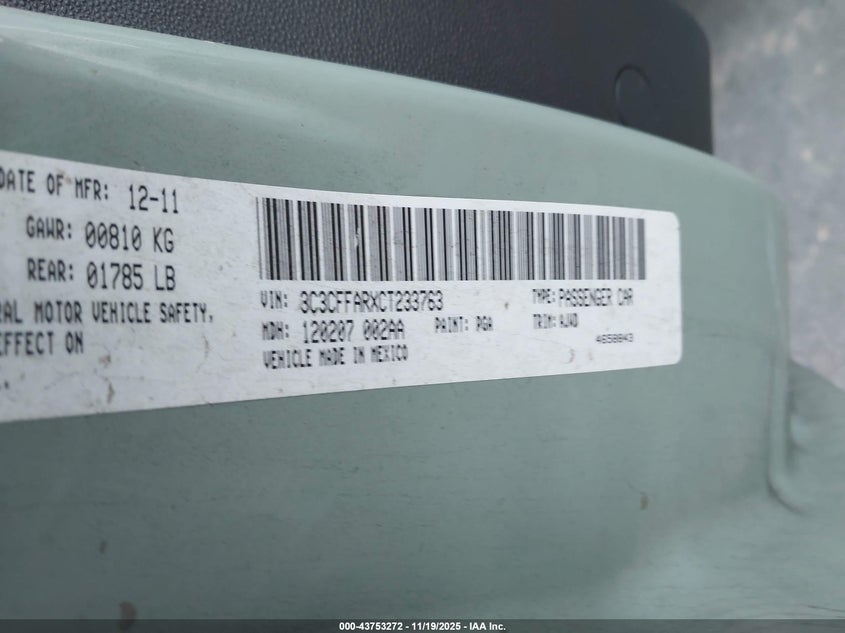 DATE OF MFR: 12-11
GAWR: 00810 KG
REAR: 01785 LB
RAL MOTOR VEHICLE SAFETY,
EFFECT ON
VIN: 3C3CFFARXCT233763
TYPE: PASSENGER CAR
MDH: 120207 002AA
PAINT: PGA
TRIM: AJWD
VEHICLE MADE IN MEXICO
4658843
000-43753272 - 11/19/2025 - IAA Inc.